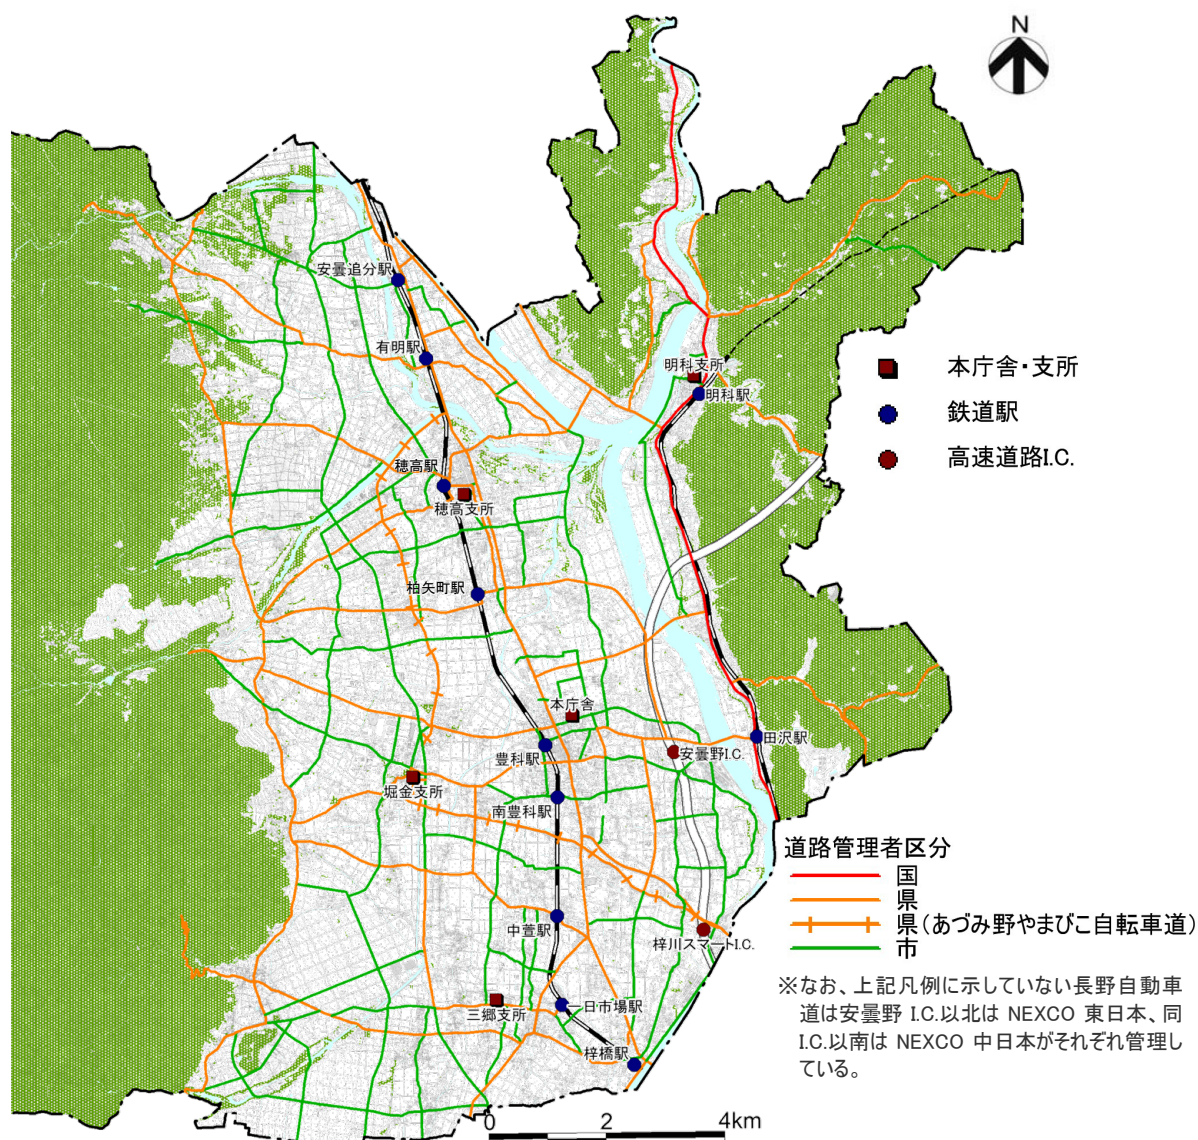 N
安曇追分駅
有明駅
明科支所
明科駅
本庁舎・支所
鉄道駅
高速道路I.C.
穂高駅
穂高支所
柏矢町駅
本庁舎
豊科駅
安曇野I.C.
田沢駅
堀金支所
南豊科駅
中萱駅
梓川スマートI.C.
三郷支所
一日市場駅
梓橋駅
道路管理者区分
国
県
県(あづみ野やまびこ自転車道)
市
※なお、上記凡例に示していない長野自動車
道は安曇野 I.C.以北は NEXCO 東日本、同
I.C.以南は NEXCO 中日本がそれぞれ管理し
ている。
0 2 4km